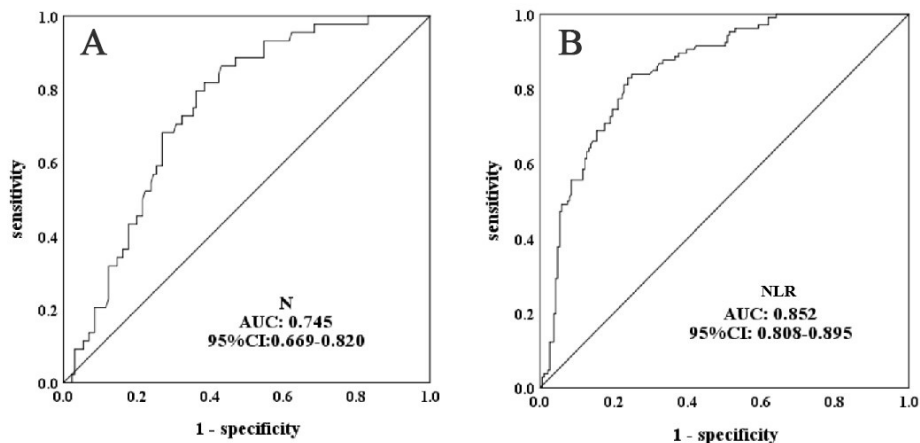 A
1.0
0.8
0.6
0.4
0.2
0.0
sensitivity
N
AUC: 0.745
95%CI:0.669-0.820
0.0 0.2 0.4 0.6 0.8 1.0
1 - specificity
B
1.0
0.8
0.6
0.4
0.2
0.0
sensitivity
NLR
AUC: 0.852
95%CI: 0.808-0.895
0.0 0.2 0.4 0.6 0.8 1.0
1 - specificity